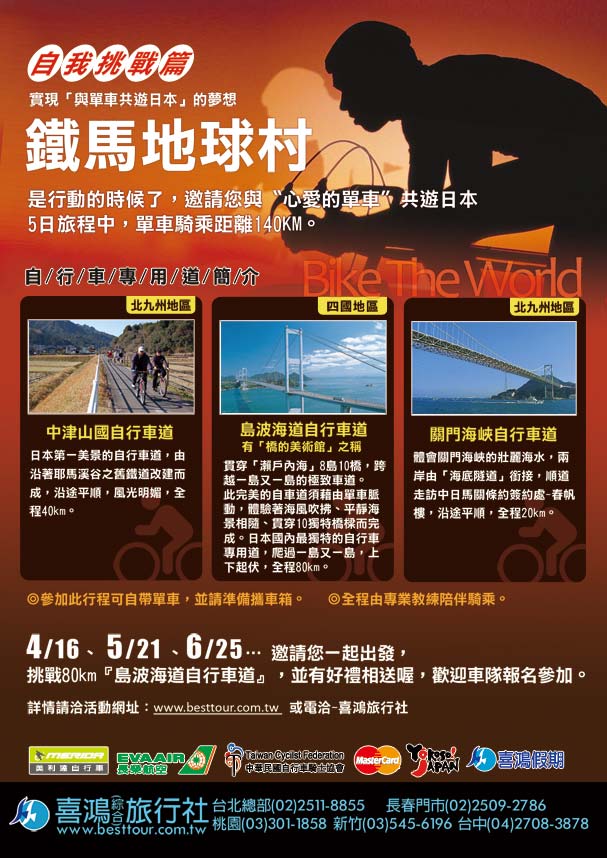 自我挑戰篇
實現「與單車共遊日本」的夢想
鐵馬地球村
是行動的時候了，邀請您與〝心愛的單車〞共遊日本
5日旅程中，單車騎乘距離140KM。
自/行/車/專/用/道/簡/介
Bike The World
北九州地區
中津山國自行車道
日本第一美景的自行車道，由
沿著耶馬溪谷之舊鐵道改建而
成，沿途平順，風光明媚，全
程40km。
四國地區
島波海道自行車道
有「橋的美術館」之稱
貫穿「瀨戶內海」8島10橋，跨
越一島又一島的極致車道。
此完美的自車道須藉由單車脈
動，體驗著海風吹拂、平靜海
景相隨、貫穿10獨特橋樑而完
成。日本國內最獨特的自行車
專用道，爬過一島又一島，上
下起伏，全程80km。
北九州地區
關門海峽自行車道
體會關門海峽的壯麗海水，兩
岸由「海底隧道」銜接，順道
走訪中日馬關條約簽約處-春帆
樓，沿途平順，全程20km。
◎參加此行程可自帶單車，並請準備攜車箱。 ◎全程由專業教練陪伴騎乘。
4/16、5/21、6/25… 邀請您一起出發，
挑戰80km『島波海道自行車道』，並有好禮相送喔，歡迎車隊報名參加。
詳情請洽活動網址：www.besttour.com.tw 或電洽-喜鴻旅行社
MERIDA
美利達自行車
EVA AIR
長榮航空
Taiwan Cyclist Federation
中華民國自行車騎士協會
MasterCard
Yokoso! JAPAN
喜鴻假期
喜鴻綜合旅行社
www.besttour.com.tw
台北總部(02)2511-8855 長春門市(02)2509-2786
桃園(03)301-1858 新竹(03)545-6196 台中(04)2708-3878